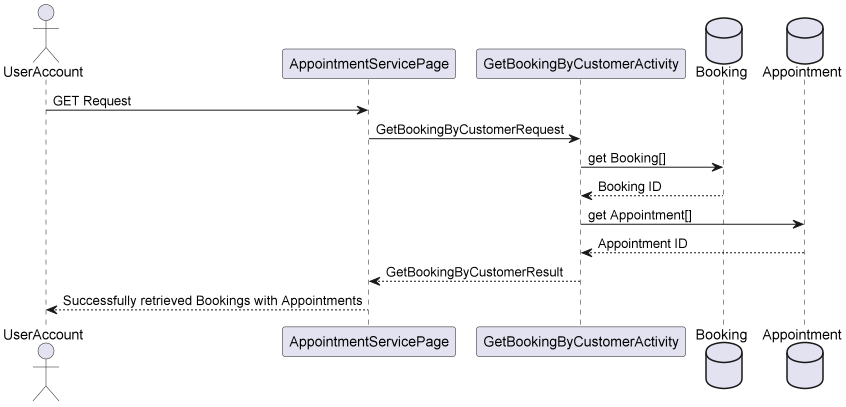 UserAccount
AppointmentServicePage
GetBookingByCustomerActivity
Booking
Appointment
GET Request
GetBookingByCustomerRequest
get Booking[]
Booking ID
get Appointment[]
Appointment ID
GetBookingByCustomerResult
Successfully retrieved Bookings with Appointments
UserAccount
AppointmentServicePage
GetBookingByCustomerActivity
Booking
Appointment